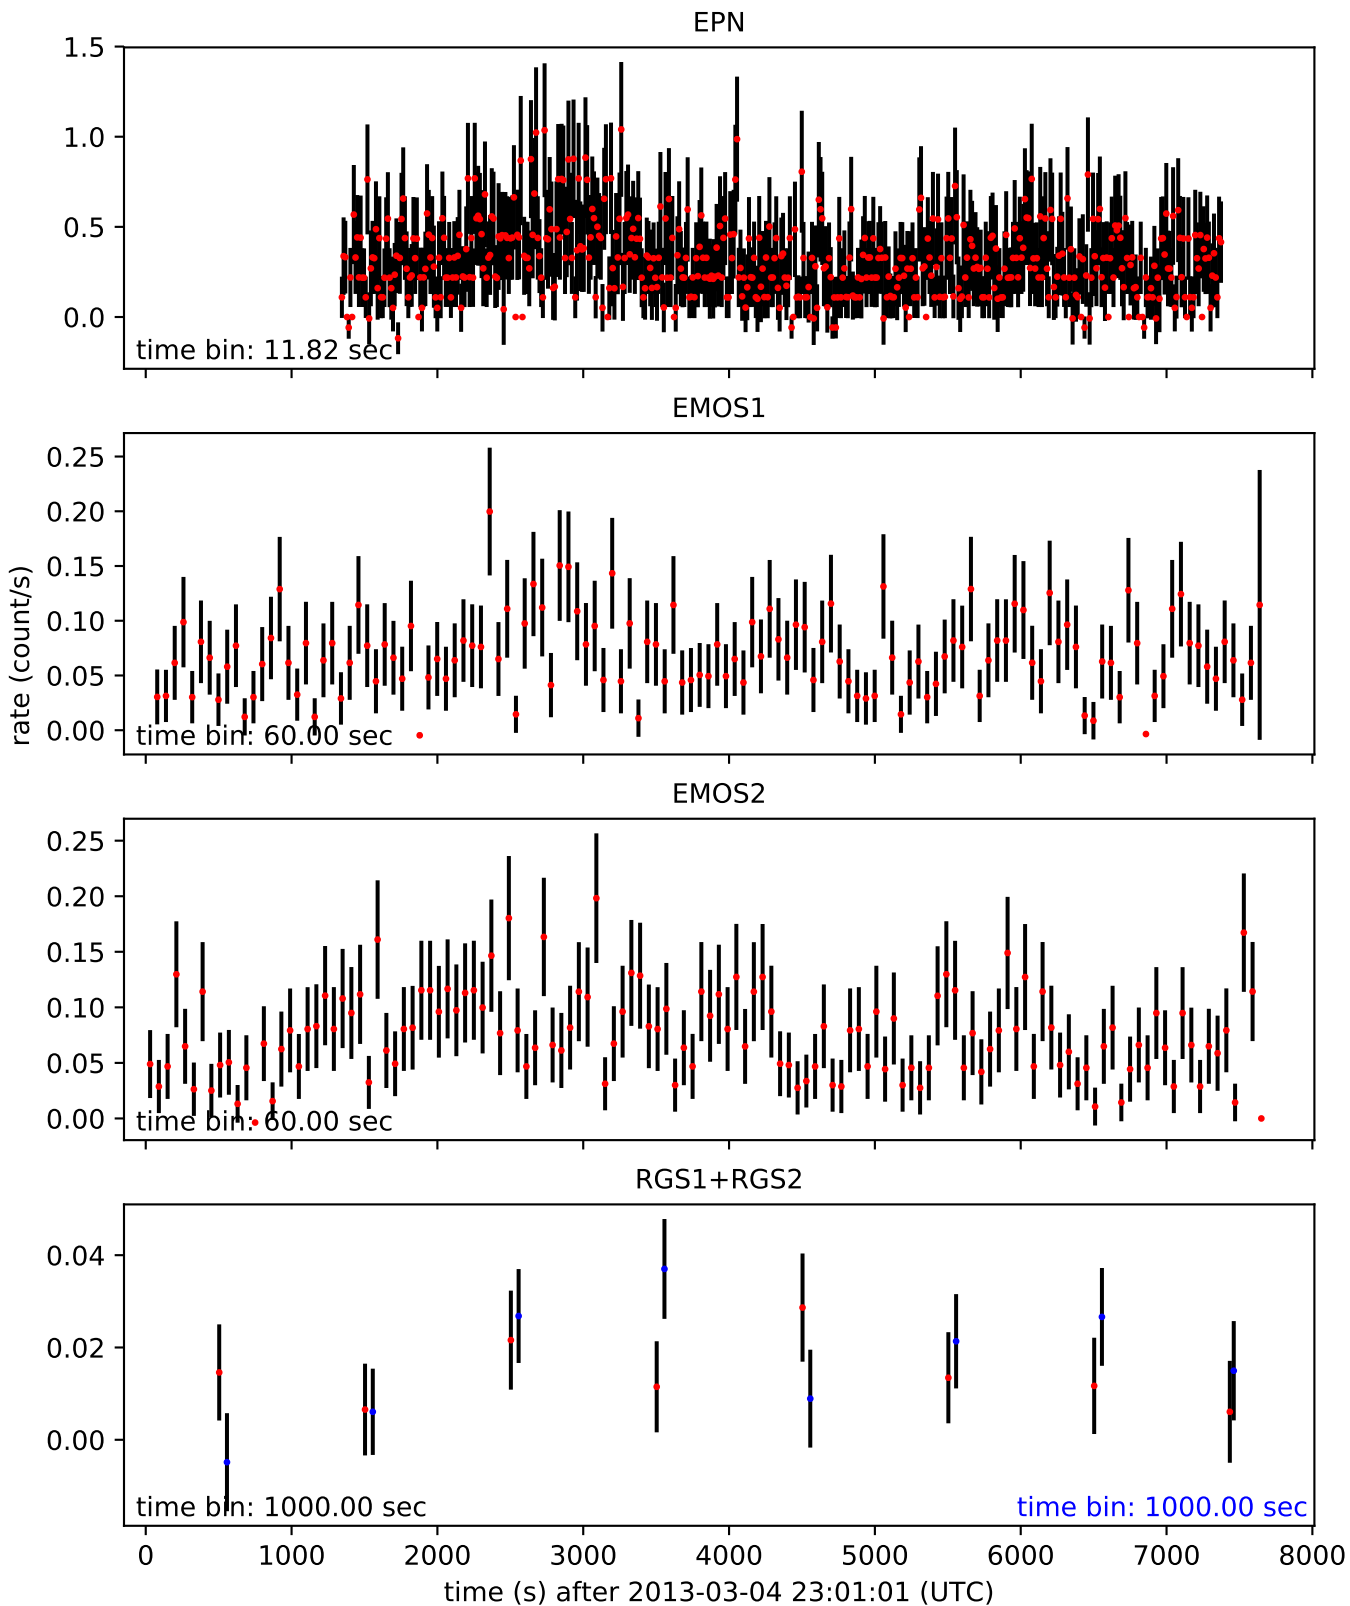 EPN
1.5
1.0
0.5
0.0
time bin: 11.82 sec
EMOS1
0.25
0.20
0.15
0.10
0.05
0.00
time bin: 60.00 sec
rate (count/s)
EMOS2
0.25
0.20
0.15
0.10
0.05
0.00
time bin: 60.00 sec
RGS1+RGS2
0.04
0.02
0.00
time bin: 1000.00 sec
time bin: 1000.00 sec
0 1000 2000 3000 4000 5000 6000 7000 8000
time (s) after 2013-03-04 23:01:01 (UTC)